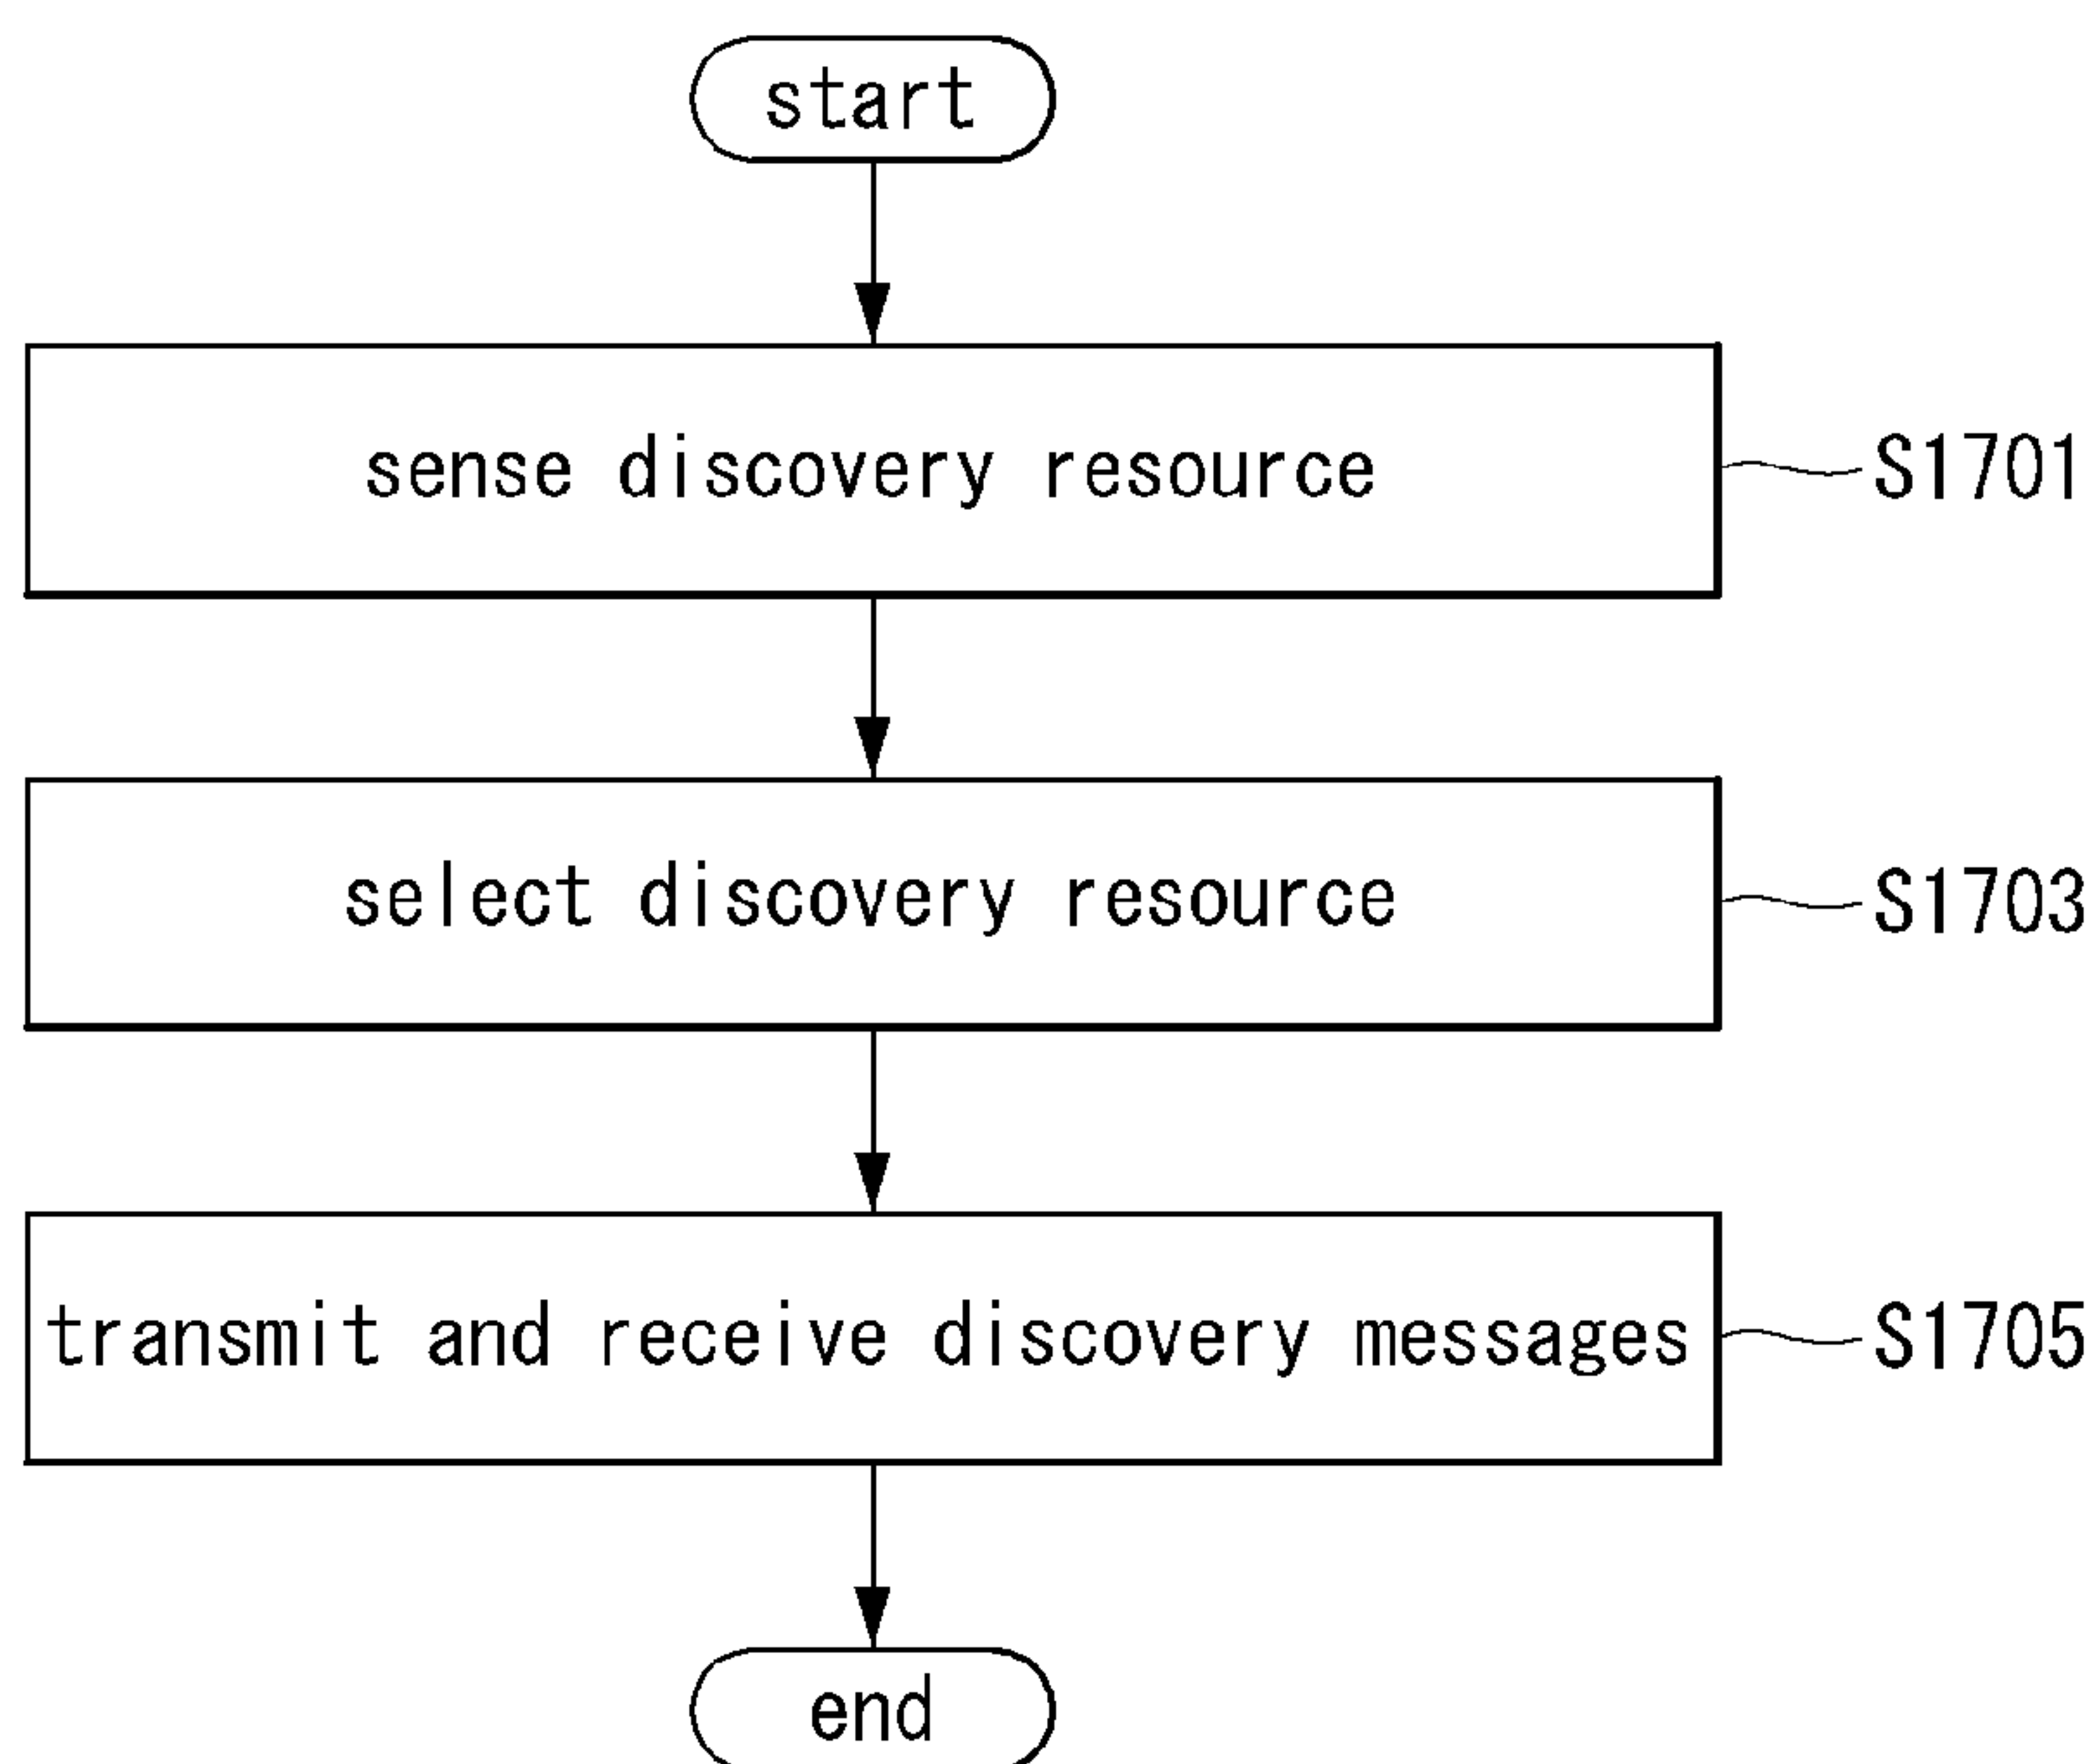 start
sense discovery resource
S1701
select discovery resource
S1703
transmit and receive discovery messages
S1705
end